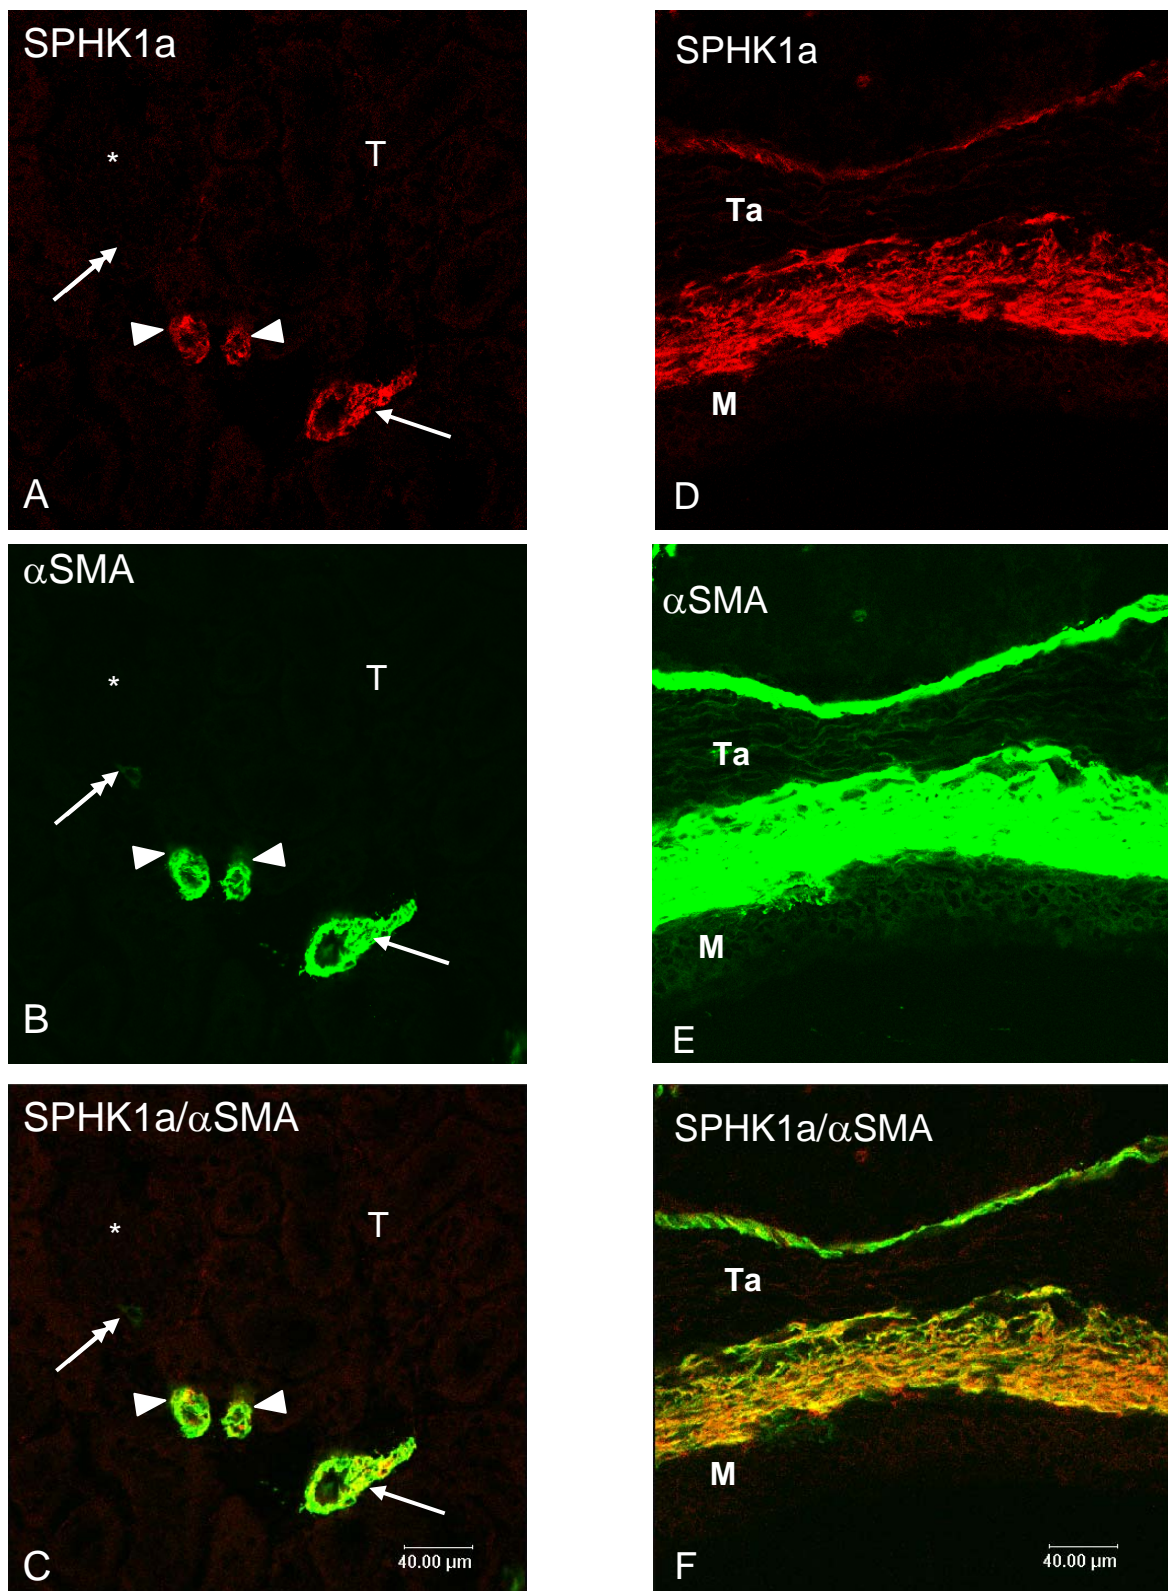 SPHK1a
*
T
A
αSMA
*
T
B
SPHK1a/αSMA
*
T
40.00 µm
C
SPHK1a
Ta
M
D
αSMA
Ta
M
E
SPHK1a/αSMA
Ta
M
40.00 µm
F